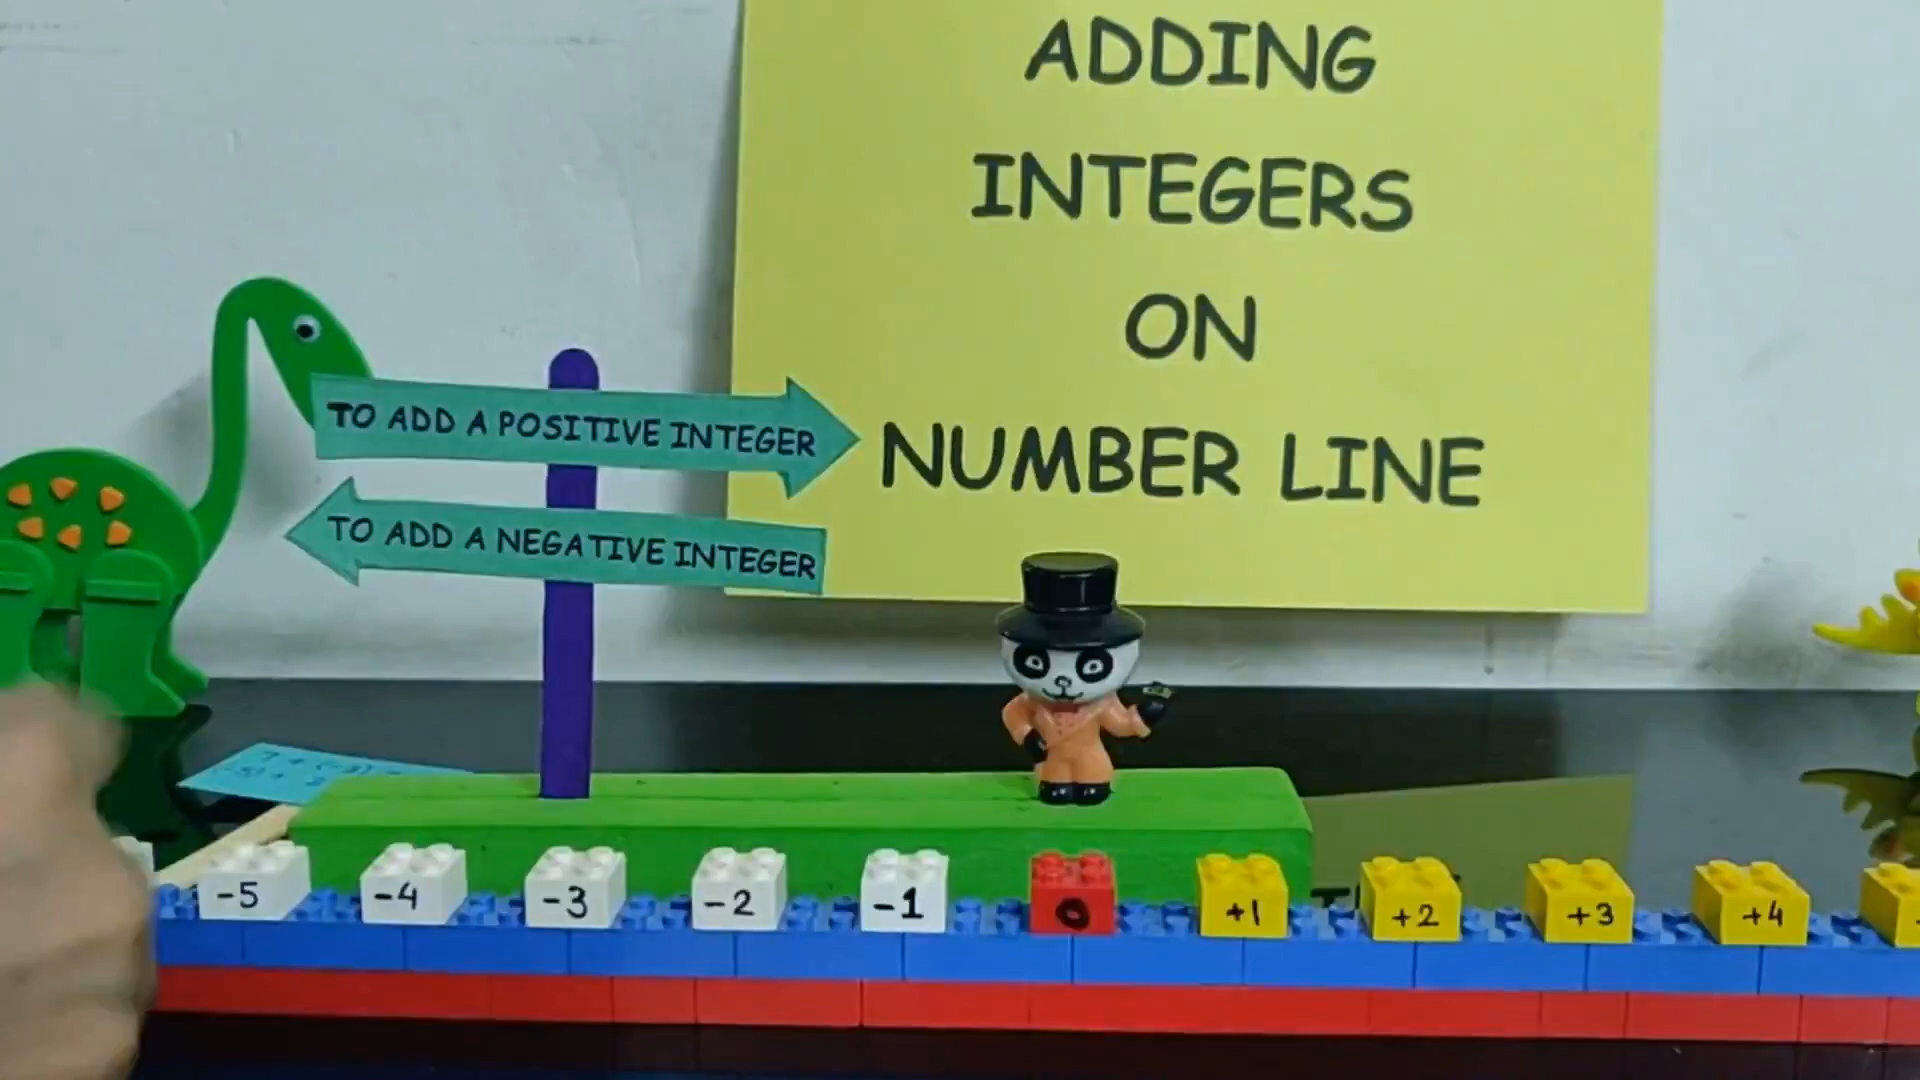 ADDING
INTEGERS
ON
NUMBER LINE
TO ADD A POSITIVE INTEGER
TO ADD A NEGATIVE INTEGER
-5 -4 -3 -2 -1 0 +1 +2 +3 +4